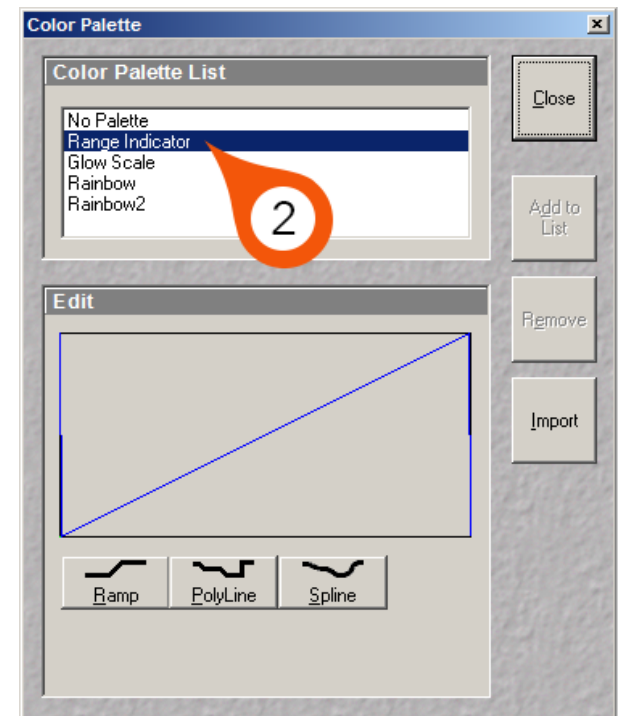 Color Palette
Color Palette List
No Palette
Range Indicator
Glow Scale
Rainbow
Rainbow2
2
Close
Add to
List
Remove
Import
Edit
Ramp
PolyLine
Spline